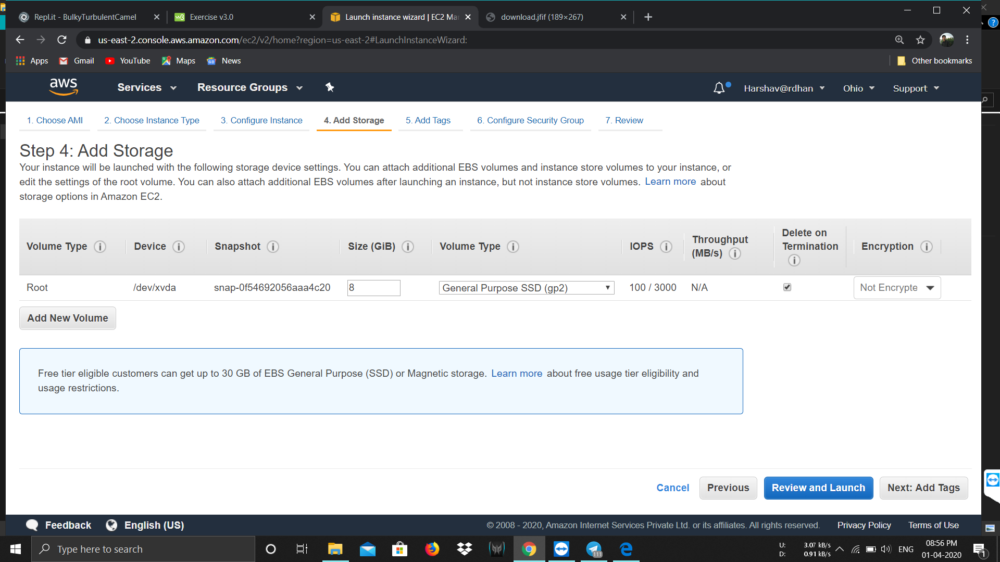 Repl.it - BulkyTurbulentCamel
Exercise v3.0
Launch instance wizard | EC2 Ma
download.jfif (189×267)
us-east-2.console.aws.amazon.com/ec2/v2/home?region=us-east-2#LaunchInstanceWizard:
Apps
Gmail
YouTube
Maps
News
Other bookmarks
aws
Services
Resource Groups
Harshav@rdhan
Ohio
Support
1. Choose AMI
2. Choose Instance Type
3. Configure Instance
4. Add Storage
5. Add Tags
6. Configure Security Group
7. Review
Step 4: Add Storage
Your instance will be launched with the following storage device settings. You can attach additional EBS volumes and instance store volumes to your instance, or
edit the settings of the root volume. You can also attach additional EBS volumes after launching an instance, but not instance store volumes. Learn more about
storage options in Amazon EC2.
Volume Type
Device
Snapshot
Size (GiB)
Volume Type
IOPS
Throughput
(MB/s)
Delete on
Termination
Encryption
Root
/dev/xvda
snap-0f54692056aaa4c20
8
General Purpose SSD (gp2)
100 / 3000
N/A
Not Encrypte
Add New Volume
Free tier eligible customers can get up to 30 GB of EBS General Purpose (SSD) or Magnetic storage. Learn more about free usage tier eligibility and
usage restrictions.
Cancel
Previous
Review and Launch
Next: Add Tags
Feedback
English (US)
© 2008 - 2020, Amazon Internet Services Private Ltd. or its affiliates. All rights reserved.
Privacy Policy
Terms of Use
Type here to search
111
U: 3.07 kB/s
D: 0.91 kB/s
ENG
08:56 PM
01-04-2020
1